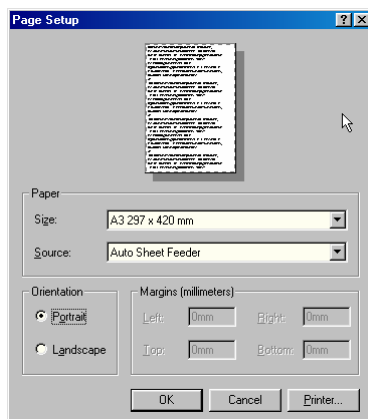 Page Setup
Paper
Size: A3 297 x 420 mm
Source: Auto Sheet Feeder
Orientation
Portrait
Landscape
Margins (millimeters)
Left: 0mm Right: 0mm
Top: 0mm Bottom: 0mm
OK Cancel Printer...